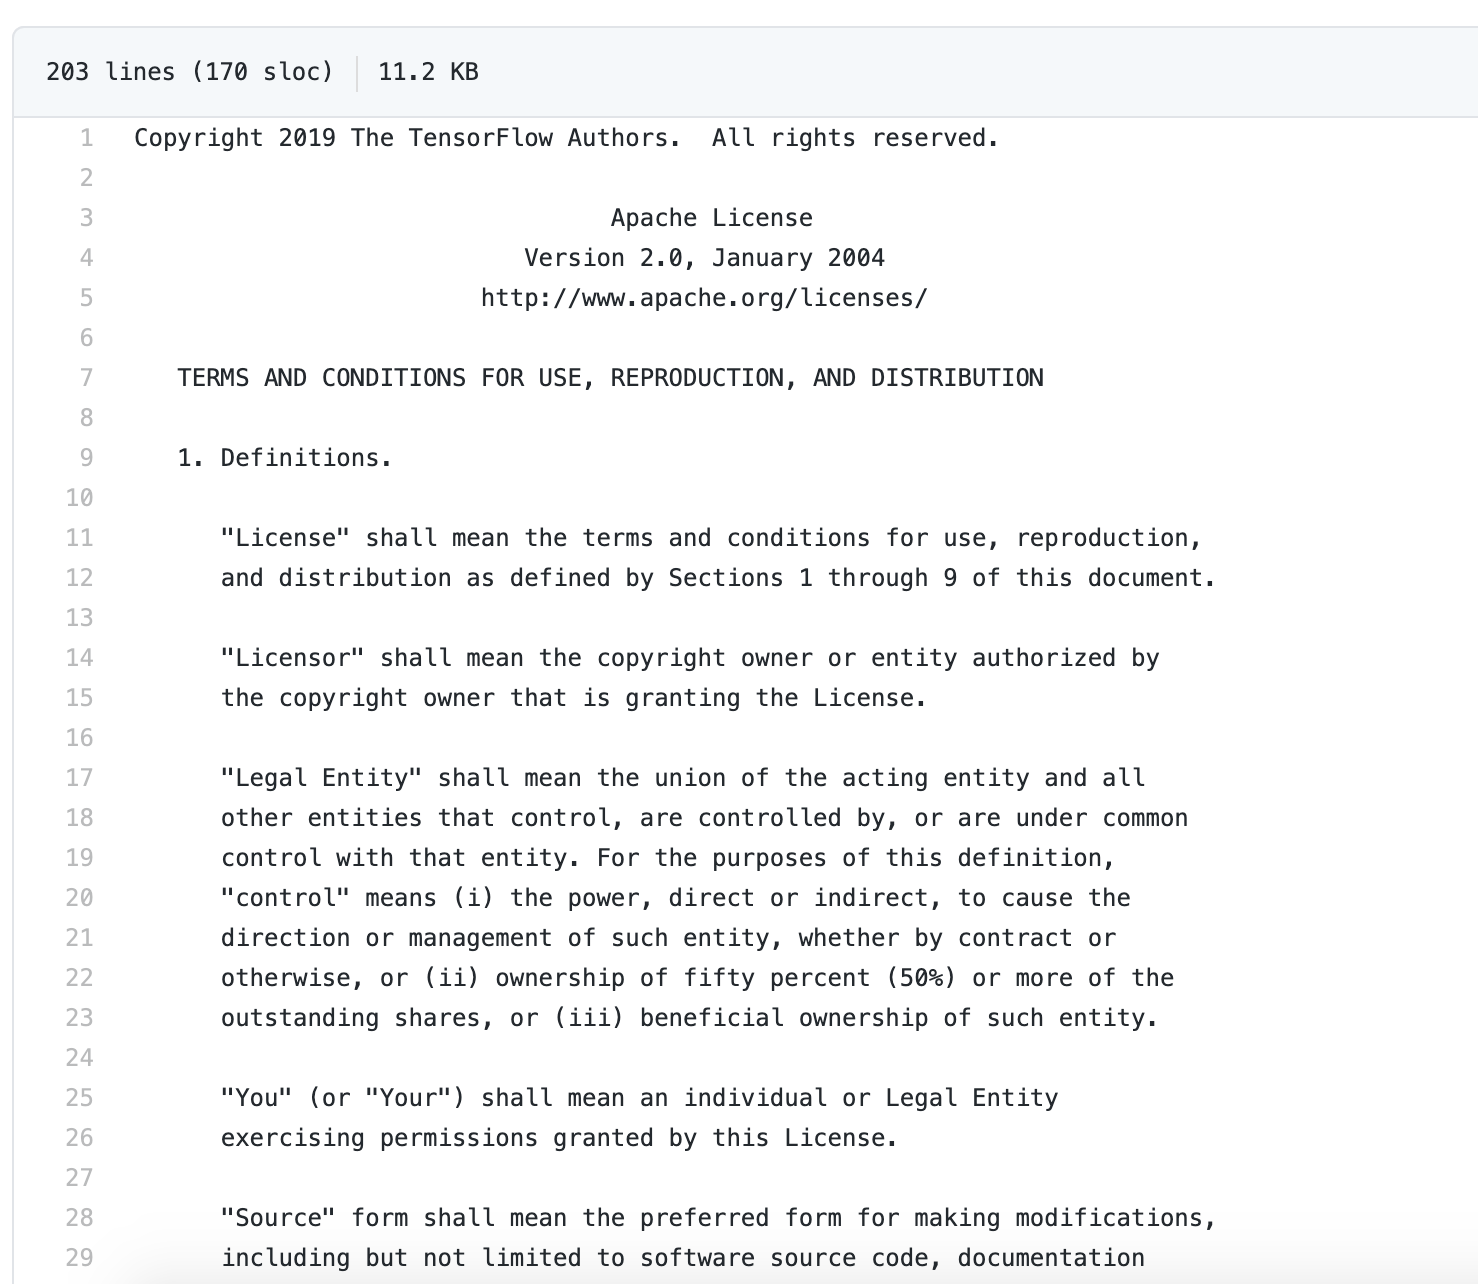 203 lines (170 sloc) 11.2 KB
1 Copyright 2019 The TensorFlow Authors.  All rights reserved.
2
3 Apache License
4 Version 2.0, January 2004
5 http://www.apache.org/licenses/
6
7 TERMS AND CONDITIONS FOR USE, REPRODUCTION, AND DISTRIBUTION
8
9 1. Definitions.
10
11 "License" shall mean the terms and conditions for use, reproduction,
12 and distribution as defined by Sections 1 through 9 of this document.
13
14 "Licensor" shall mean the copyright owner or entity authorized by
15 the copyright owner that is granting the License.
16
17 "Legal Entity" shall mean the union of the acting entity and all
18 other entities that control, are controlled by, or are under common
19 control with that entity. For the purposes of this definition,
20 "control" means (i) the power, direct or indirect, to cause the
21 direction or management of such entity, whether by contract or
22 otherwise, or (ii) ownership of fifty percent (50%) or more of the
23 outstanding shares, or (iii) beneficial ownership of such entity.
24
25 "You" (or "Your") shall mean an individual or Legal Entity
26 exercising permissions granted by this License.
27
28 "Source" form shall mean the preferred form for making modifications,
29 including but not limited to software source code, documentation